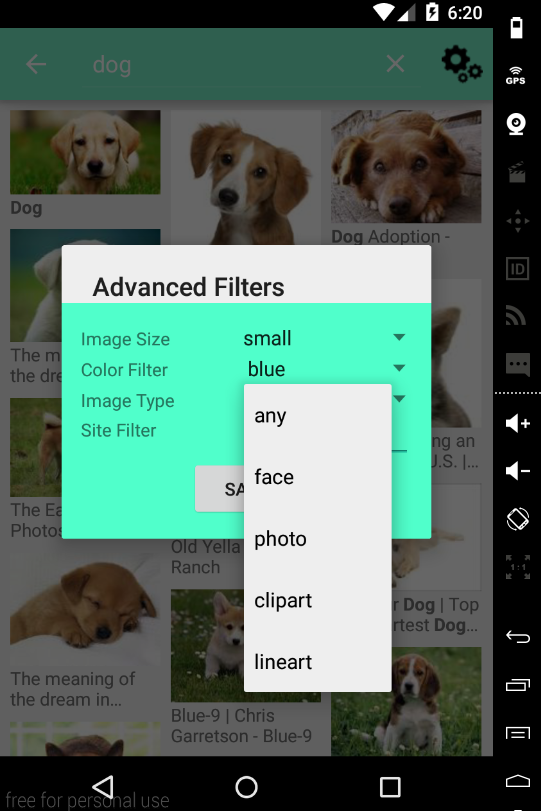 6:20
dog
GPS
Dog
Dog Adoption -
Advanced Filters
Image Size
small
Color Filter
blue
Image Type
Site Filter
any
face
photo
clipart
lineart
SA
ID
The m
the dre
ng an
U.S. |...
The Ea
Photos
Old Yella
Ranch
1:1
r Dog | Top
rtest Dog...
The meaning of
the dream in...
Blue-9 | Chris
Garretson - Blue-9
free for personal use